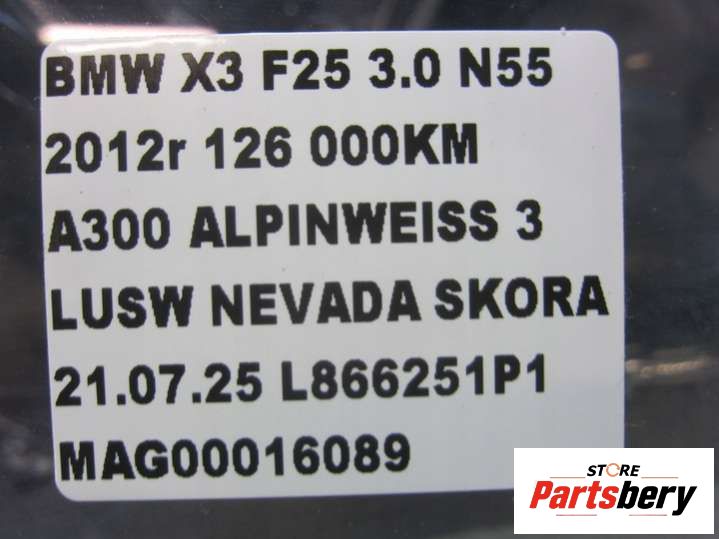 BMW X3 F25 3.0 N55
2012r 126 000KM
A300 ALPINWEISS 3
LUSW NEVADA SKORA
21.07.25 L866251P1
MAG00016089
STORE
Partsbery